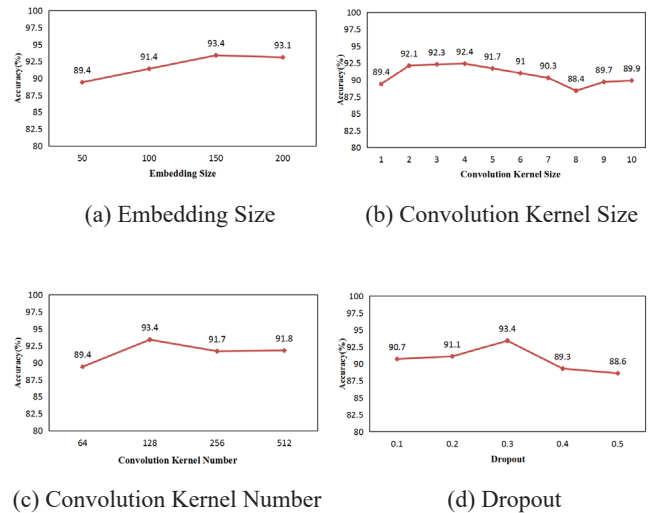 100
97.5
95
92.5
90
87.5
85
82.5
80
Accuracy(%)
89.4 91.4 93.4 93.1
50 100 150 200
Embedding Size
(a) Embedding Size
100
97.5
95
92.5
90
87.5
85
82.5
80
Accuracy(%)
89.4 92.1 92.3 92.4 91.7 91 90.3 88.4 89.7 89.9
1 2 3 4 5 6 7 8 9 10
Convolution Kernel Size
(b) Convolution Kernel Size
100
97.5
95
92.5
90
87.5
85
82.5
80
Accuracy(%)
89.4 93.4 91.7 91.8
64 128 256 512
Convolution Kernel Number
(c) Convolution Kernel Number
100
97.5
95
92.5
90
87.5
85
82.5
80
Accuracy(%)
90.7 91.1 93.4 89.3 88.6
0.1 0.2 0.3 0.4 0.5
Dropout
(d) Dropout